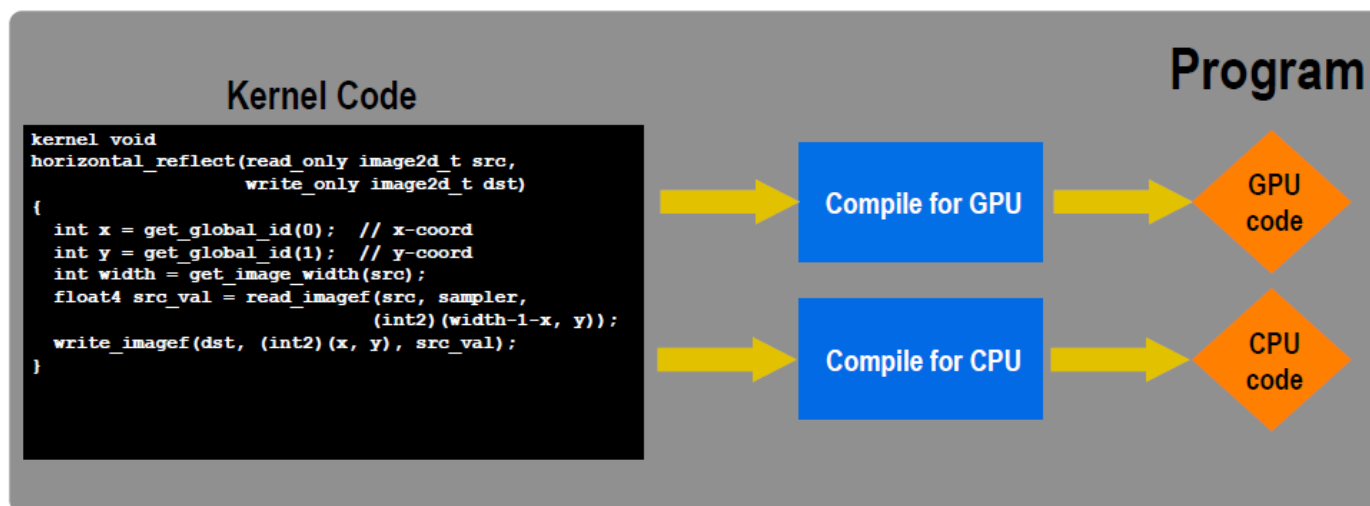 Program
Kernel Code
kernel void
horizontal_reflect(read_only image2d_t src,
                   write_only image2d_t dst)
{
  int x = get_global_id(0);  // x-coord
  int y = get_global_id(1);  // y-coord
  int width = get_image_width(src);
  float4 src_val = read_imagef(src, sampler,
                              (int2)(width-1-x, y));
  write_imagef(dst, (int2)(x, y), src_val);
}
Compile for GPU
GPU
code
Compile for CPU
CPU
code